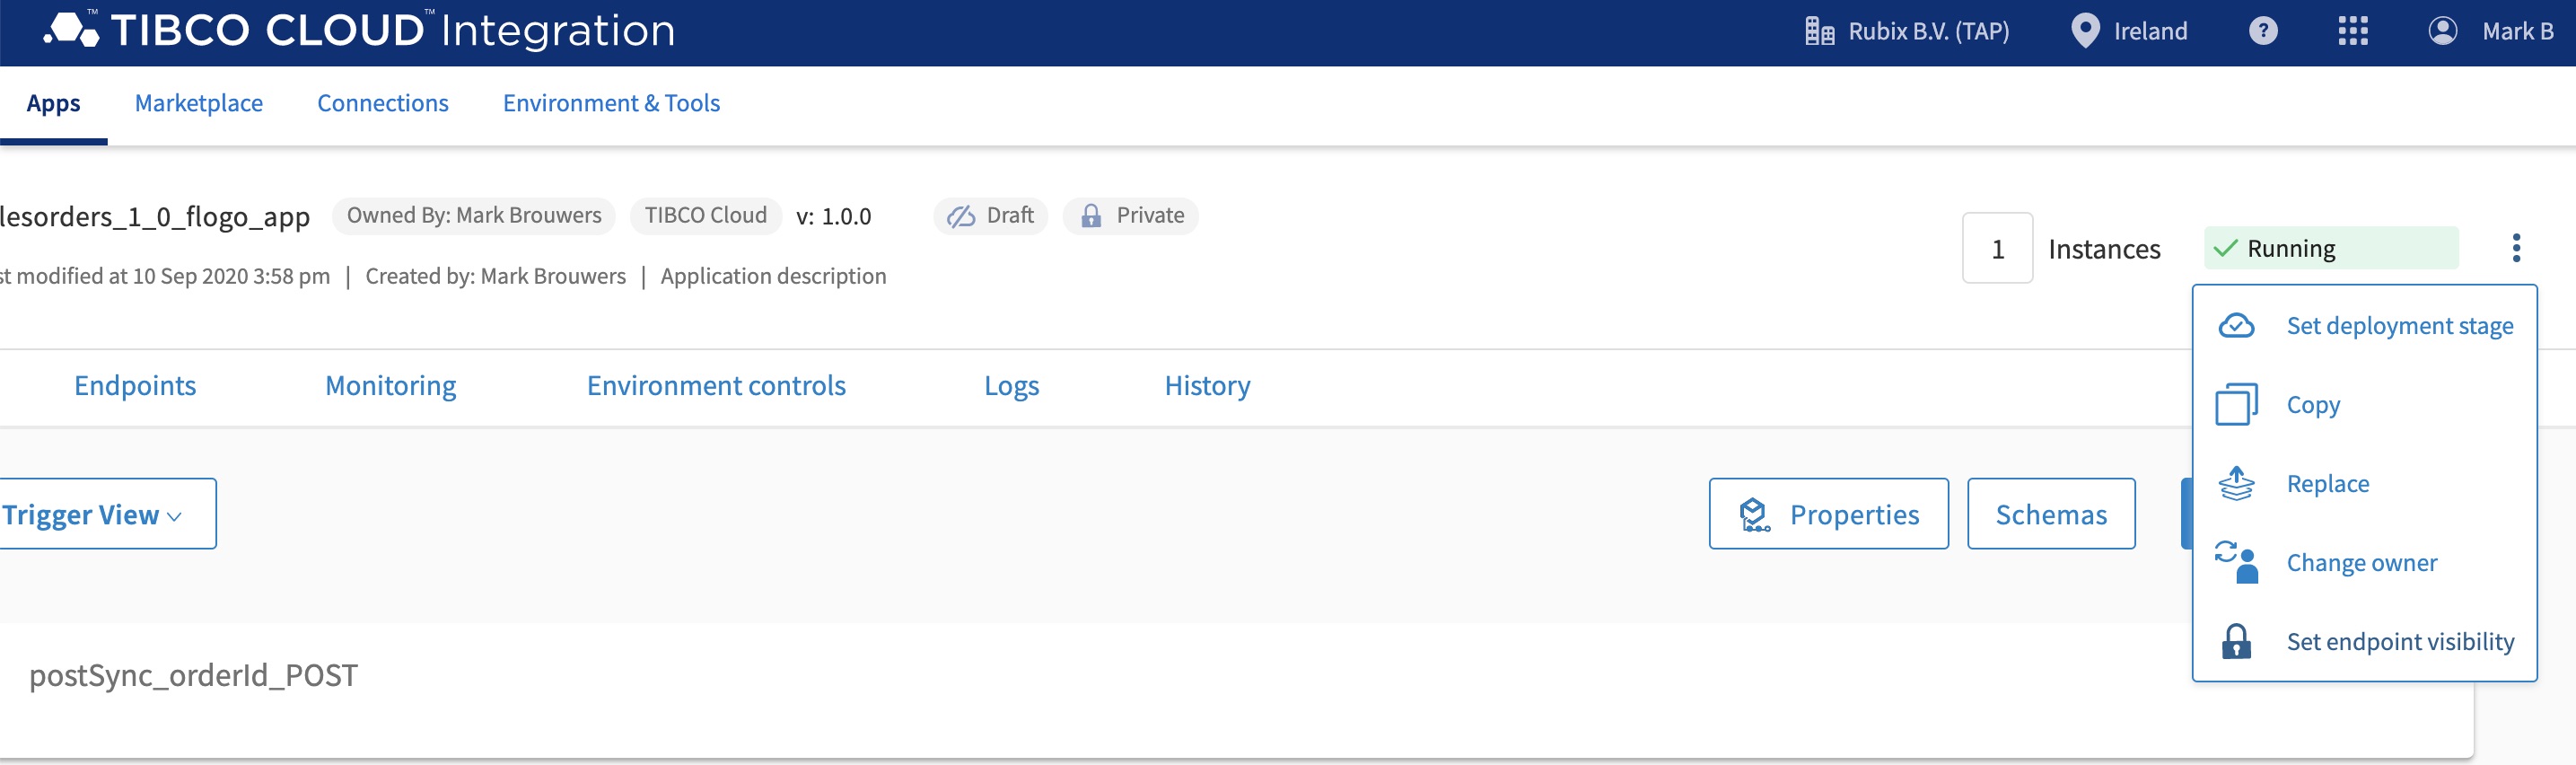 TIBCO CLOUD™ Integration
Rubix B.V. (TAP)
Ireland
?
Mark B
Apps
Marketplace
Connections
Environment & Tools
lesorders_1_0_flogo_app
Owned By: Mark Brouwers
TIBCO Cloud
v: 1.0.0
Draft
Private
1
Instances
Running
st modified at 10 Sep 2020 3:58 pm | Created by: Mark Brouwers | Application description
Set deployment stage
Copy
Replace
Change owner
Set endpoint visibility
Endpoints
Monitoring
Environment controls
Logs
History
Trigger View
Properties
Schemas
postSync_orderId_POST